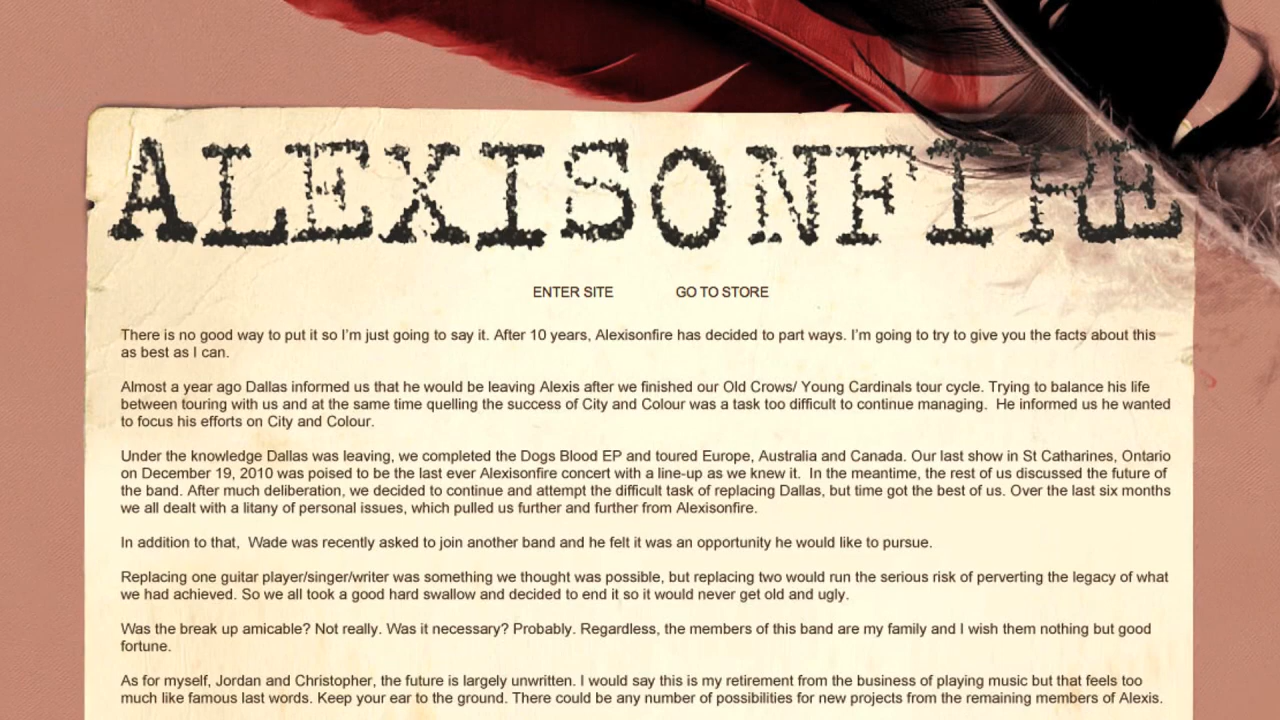 ALEXISONFIRE
ENTER SITE GO TO STORE
There is no good way to put it so I'm just going to say it. After 10 years, Alexisonfire has decided to part ways. I'm going to try to give you the facts about this
as best as I can.
Almost a year ago Dallas informed us that he would be leaving Alexis after we finished our Old Crows/ Young Cardinals tour cycle. Trying to balance his life
between touring with us and at the same time quelling the success of City and Colour was a task too difficult to continue managing.  He informed us he wanted
to focus his efforts on City and Colour.
Under the knowledge Dallas was leaving, we completed the Dogs Blood EP and toured Europe, Australia and Canada. Our last show in St Catharines, Ontario
on December 19, 2010 was poised to be the last ever Alexisonfire concert with a line-up as we knew it.  In the meantime, the rest of us discussed the future of
the band. After much deliberation, we decided to continue and attempt the difficult task of replacing Dallas, but time got the best of us. Over the last six months
we all dealt with a litany of personal issues, which pulled us further and further from Alexisonfire.
In addition to that,  Wade was recently asked to join another band and he felt it was an opportunity he would like to pursue.
Replacing one guitar player/singer/writer was something we thought was possible, but replacing two would run the serious risk of perverting the legacy of what
we had achieved. So we all took a good hard swallow and decided to end it so it would never get old and ugly.
Was the break up amicable? Not really. Was it necessary? Probably. Regardless, the members of this band are my family and I wish them nothing but good
fortune.
As for myself, Jordan and Christopher, the future is largely unwritten. I would say this is my retirement from the business of playing music but that feels too
much like famous last words. Keep your ear to the ground. There could be any number of possibilities for new projects from the remaining members of Alexis.